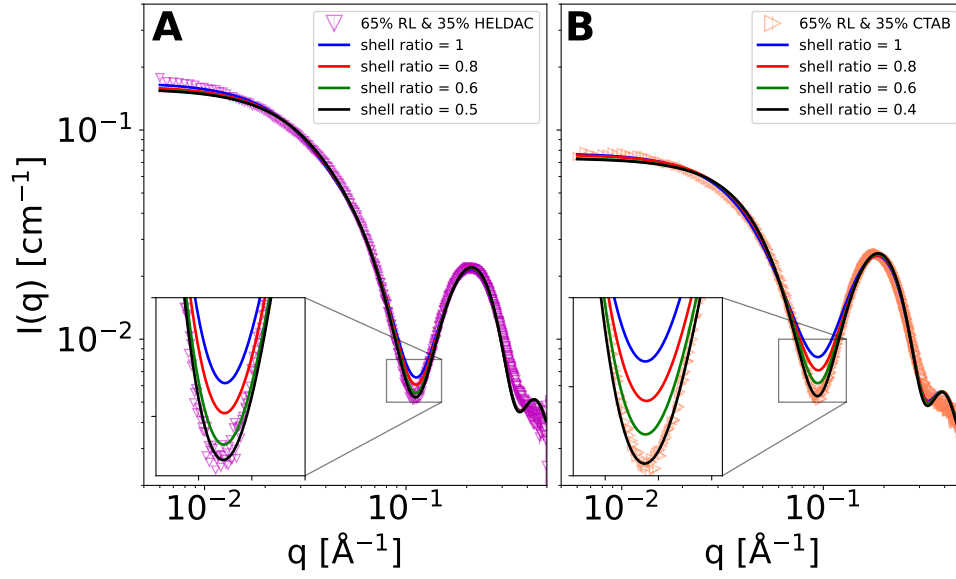 A
65% RL & 35% HELDAC
shell ratio = 1
shell ratio = 0.8
shell ratio = 0.6
shell ratio = 0.5
B
65% RL & 35% CTAB
shell ratio = 1
shell ratio = 0.8
shell ratio = 0.6
shell ratio = 0.4
I(q) [cm⁻¹]
10⁻¹
10⁻²
10⁻² 10⁻¹
q [Å⁻¹]
10⁻² 10⁻¹
q [Å⁻¹]